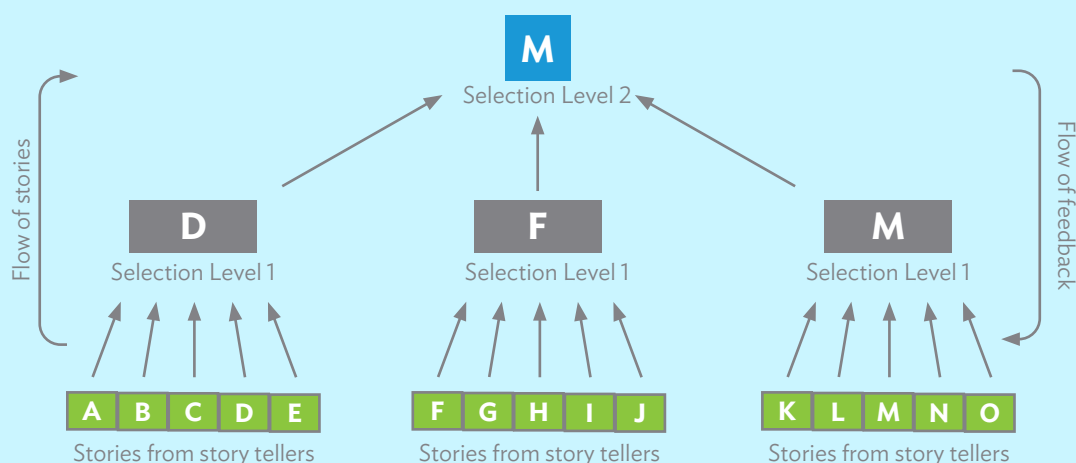 M
Selection Level 2
Flow of stories
Flow of feedback
D
F
M
Selection Level 1
Selection Level 1
Selection Level 1
A B C D E
F G H I J
K L M N O
Stories from story tellers
Stories from story tellers
Stories from story tellers